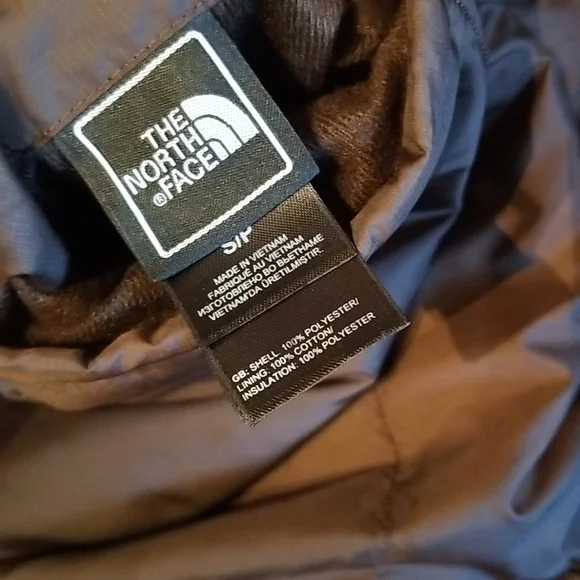 THE
NORTH
FACE®
S/P
MADE IN VIETNAM
FABRIQUÉ AU VIETNAM
ИЗГОТОВЛЕНО ВО ВЬЕТНАМЕ
VIETNAM'DA ÜRETILMISTIR.
GB: SHELL: 100% POLYESTER/
LINING: 100% COTTON/
INSULATION: 100% POLYESTER